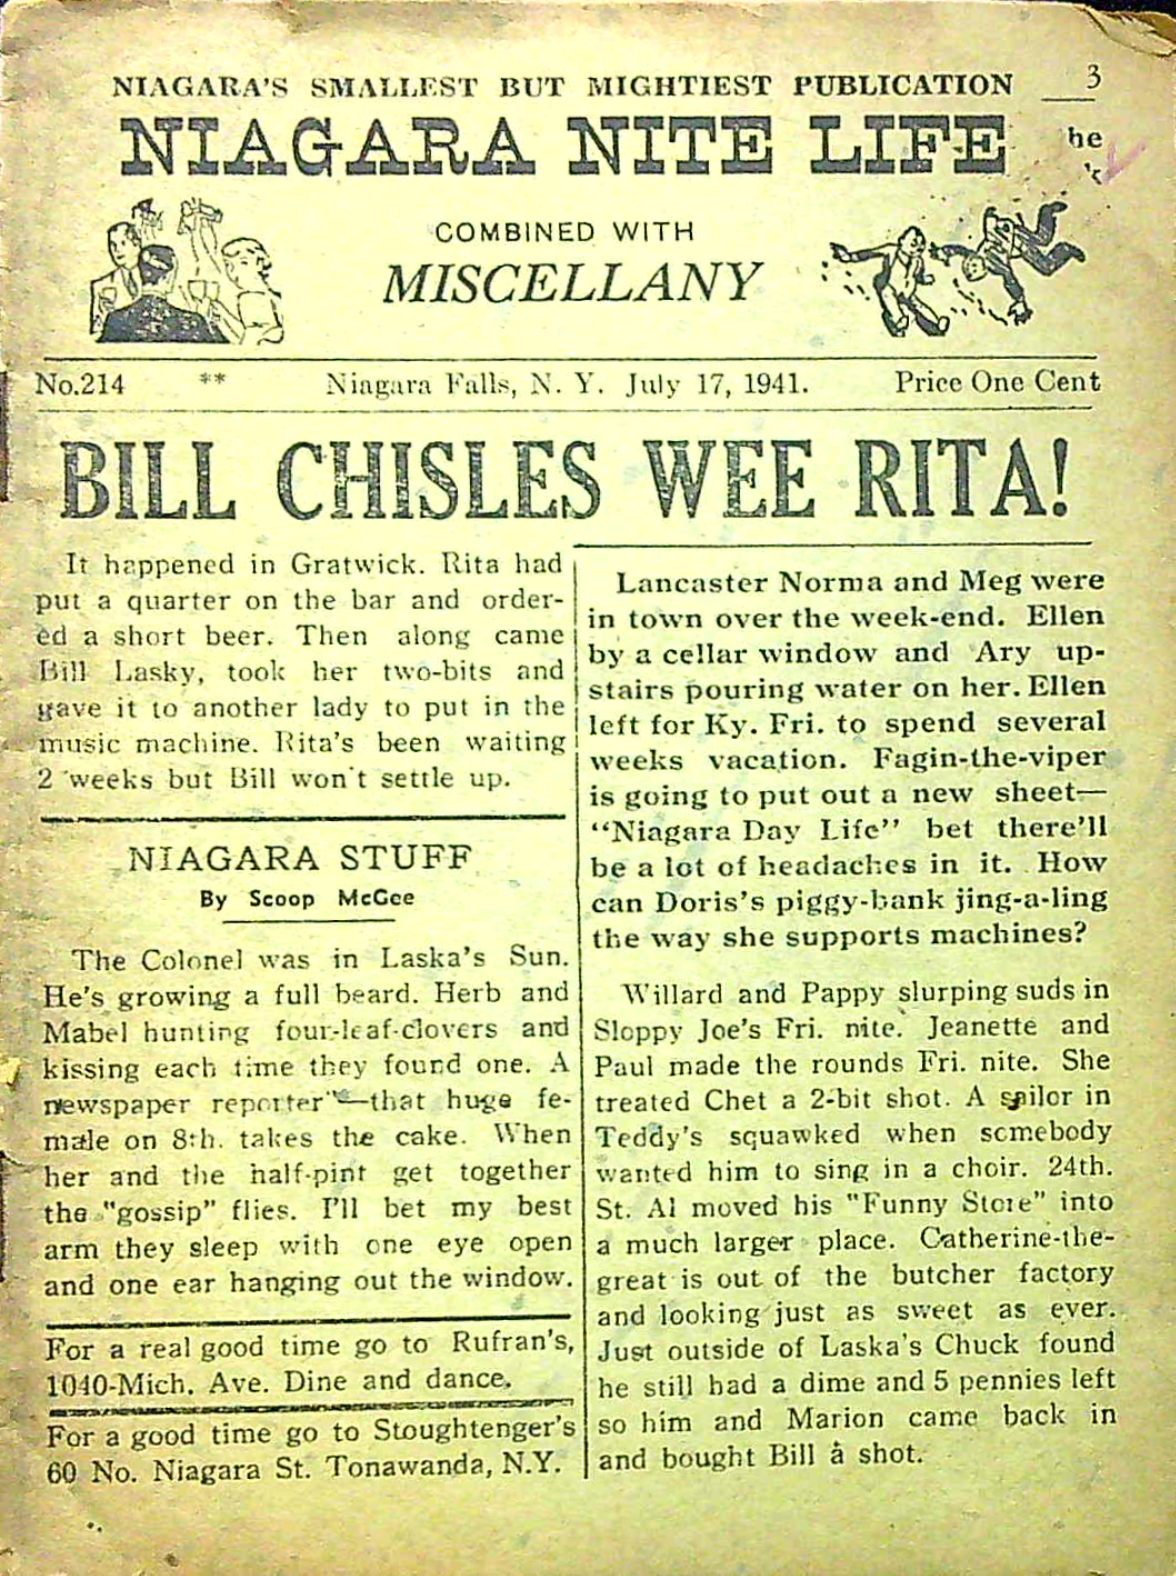 NIAGARA'S SMALLEST BUT MIGHTIEST PUBLICATION
3
NIAGARA NITE LIFE
he
COMBINED WITH
MISCELLANY
No.214 ** Niagara Falls, N. Y. July 17, 1941. Price One Cent
BILL CHISLES WEE RITA!
It happened in Gratwick. Rita had
put a quarter on the bar and order-
ed a short beer. Then along came
Bill Lasky, took her two-bits and
gave it to another lady to put in the
music machine. Rita's been waiting
2 weeks but Bill won't settle up.
NIAGARA STUFF
By Scoop McGee
The Colonel was in Laska's Sun.
He's growing a full beard. Herb and
Mabel hunting four-leaf-clovers and
kissing each time they found one. A
newspaper reporter—that huge fe-
male on 8th. takes the cake. When
her and the half-pint get together
the "gossip" flies. I'll bet my best
arm they sleep with one eye open
and one ear hanging out the window.
For a real good time go to Rufran's,
1040-Mich. Ave. Dine and dance.
For a good time go to Stoughtenger's
60 No. Niagara St. Tonawanda, N.Y.
Lancaster Norma and Meg were
in town over the week-end. Ellen
by a cellar window and Ary up-
stairs pouring water on her. Ellen
left for Ky. Fri. to spend several
weeks vacation. Fagin-the-viper
is going to put out a new sheet—
"Niagara Day Life" bet there'll
be a lot of headaches in it. How
can Doris's piggy-bank jing-a-ling
the way she supports machines?
Willard and Pappy slurping suds in
Sloppy Joe's Fri. nite. Jeanette and
Paul made the rounds Fri. nite. She
treated Chet a 2-bit shot. A sailor in
Teddy's squawked when somebody
wanted him to sing in a choir. 24th.
St. Al moved his "Funny Store" into
a much larger place. Catherine-the-
great is out of the butcher factory
and looking just as sweet as ever.
Just outside of Laska's Chuck found
he still had a dime and 5 pennies left
so him and Marion came back in
and bought Bill a shot.